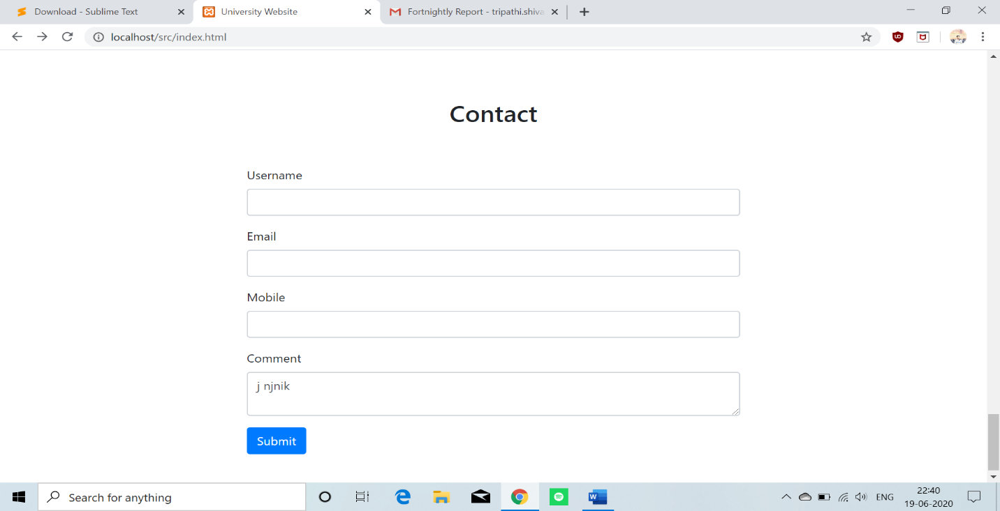 Download - Sublime Text
University Website
Fortnightly Report - tripathi.shiva
localhost/src/index.html
Contact
Username
Email
Mobile
Comment
j njnik
Submit
Search for anything
ENG
22:40
19-06-2020